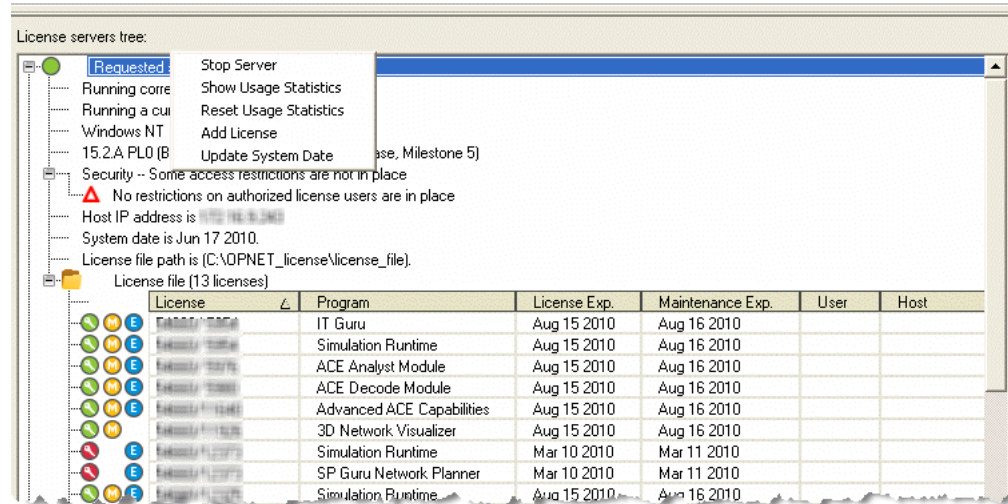 License servers tree:
Requested
Stop Server
Show Usage Statistics
Reset Usage Statistics
Add License
Update System Date
Running corre
Running a cu
Windows NT
15.2.A PL0 (B ase, Milestone 5)
Security -- Some access restrictions are not in place
No restrictions on authorized license users are in place
Host IP address is
System date is Jun 17 2010.
License file path is (C:\OPNET_license\license_file).
License file (13 licenses)
License Program License Exp. Maintenance Exp. User Host
M E IT Guru Aug 15 2010 Aug 16 2010
M E Simulation Runtime Aug 15 2010 Aug 16 2010
M E ACE Analyst Module Aug 15 2010 Aug 16 2010
M E ACE Decode Module Aug 15 2010 Aug 16 2010
M E Advanced ACE Capabilities Aug 15 2010 Aug 16 2010
M 3D Network Visualizer Aug 15 2010 Aug 16 2010
E Simulation Runtime Mar 10 2010 Mar 11 2010
E SP Guru Network Planner Mar 10 2010 Mar 11 2010
M E Simulation Runtime Aug 15 2010 Aug 16 2010